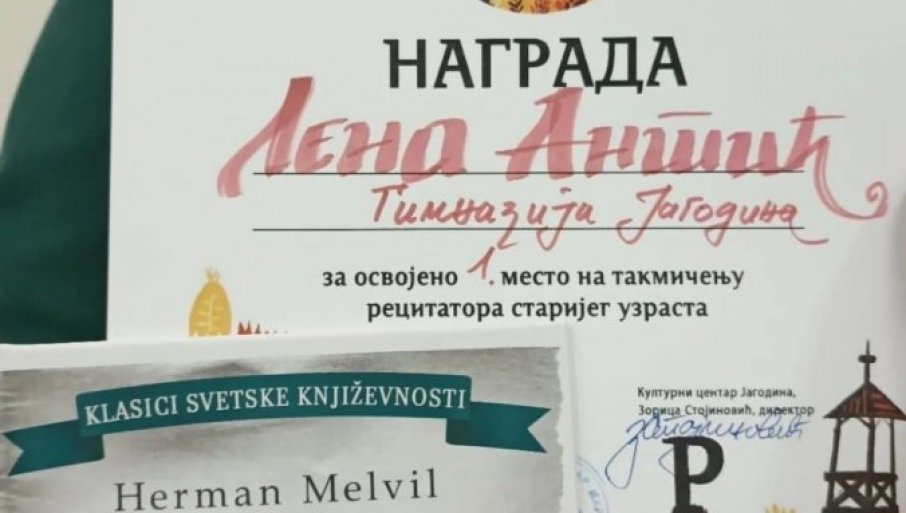 НАГРАДА
Лена Антић
Гимназија Јагодина
за освојено 1. место на такмичењу
рецитатора старијег узраста
KLASICI SVETSKE KNJIŽEVNOSTI
Herman Melvil
Културни центар Јагодина,
Зорица Стојиновић, директор
Р